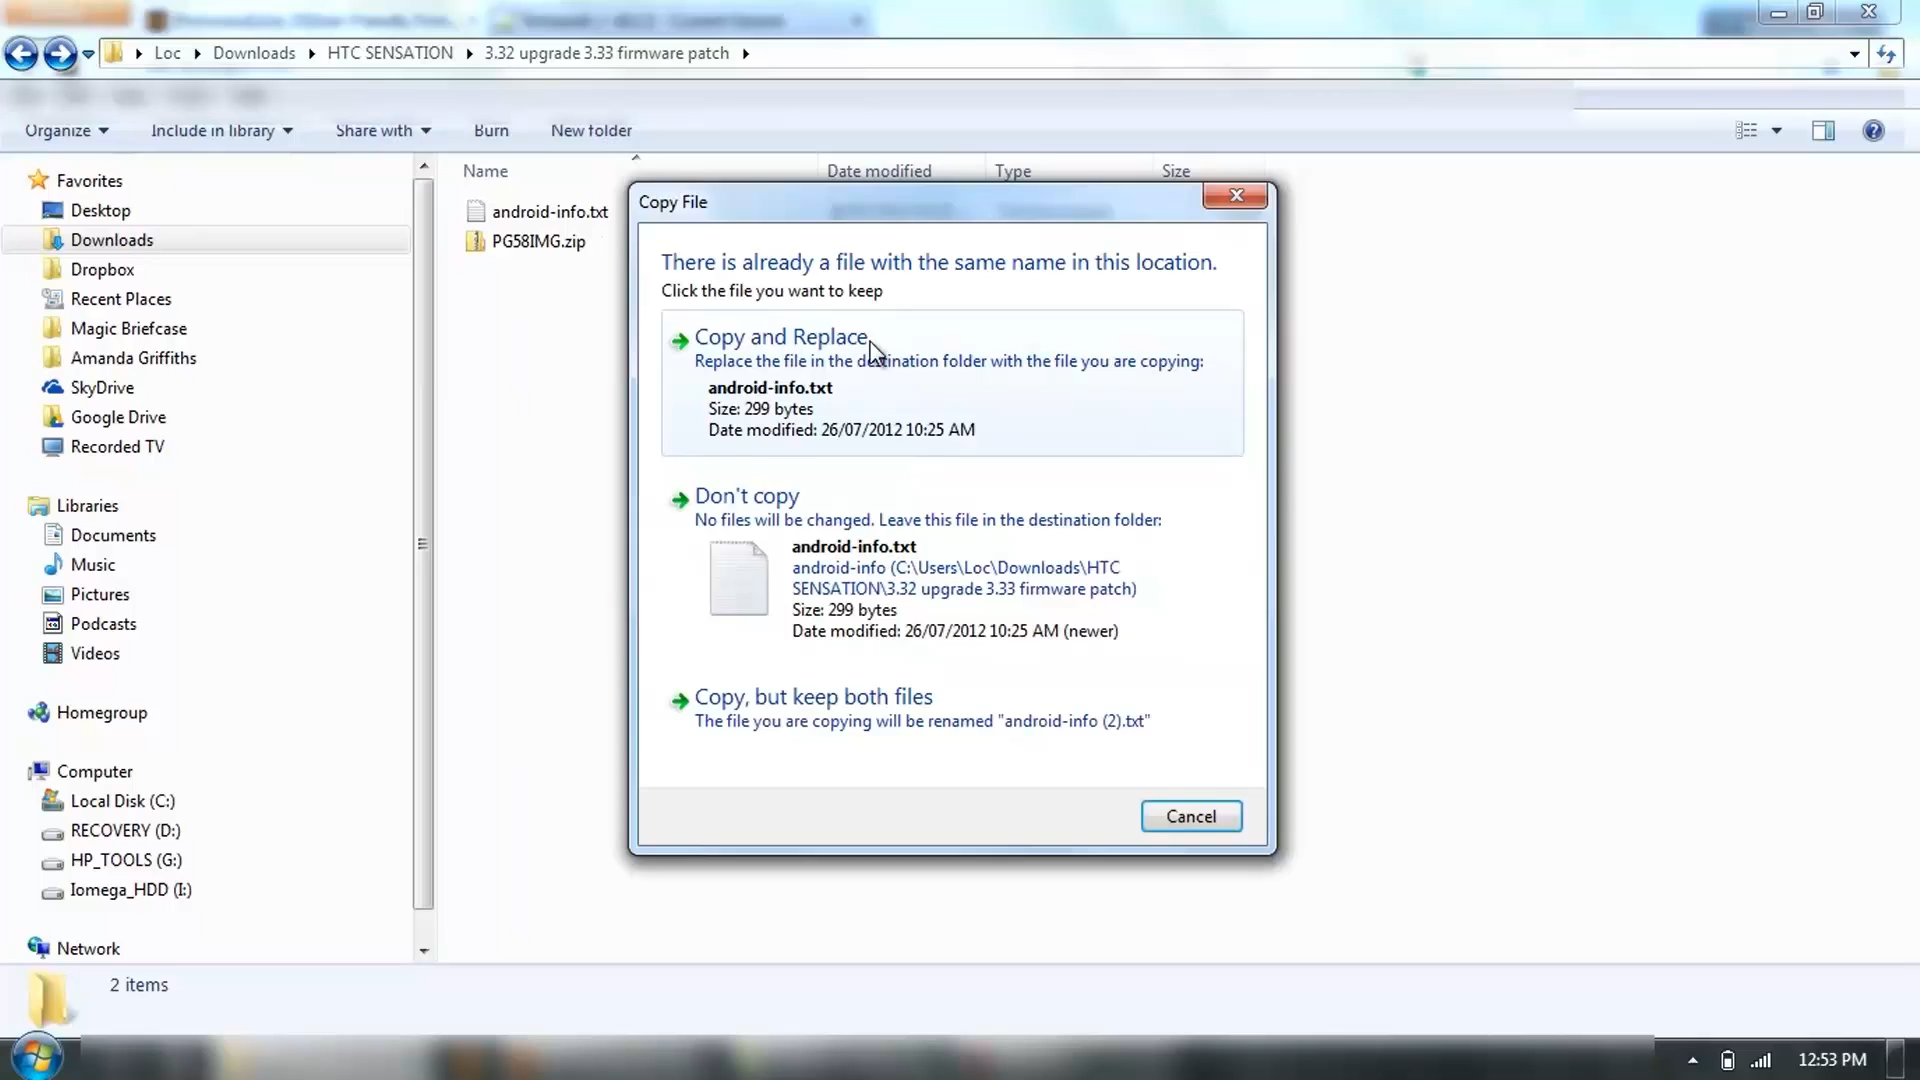 Loc Downloads HTC SENSATION 3.32 upgrade 3.33 firmware patch
Organize Include in library Share with Burn New folder
Name Date modified Type Size
Favorites
Desktop
Downloads
Dropbox
Recent Places
Magic Briefcase
Amanda Griffiths
SkyDrive
Google Drive
Recorded TV
Libraries
Documents
Music
Pictures
Podcasts
Videos
Homegroup
Computer
Local Disk (C:)
RECOVERY (D:)
HP_TOOLS (G:)
Iomega_HDD (I:)
Network
android-info.txt
PG58IMG.zip
Copy File
There is already a file with the same name in this location.
Click the file you want to keep
Copy and Replace
Replace the file in the destination folder with the file you are copying:
android-info.txt
Size: 299 bytes
Date modified: 26/07/2012 10:25 AM
Don't copy
No files will be changed. Leave this file in the destination folder:
android-info.txt
android-info (C:\Users\Loc\Downloads\HTC
SENSATION\3.32 upgrade 3.33 firmware patch)
Size: 299 bytes
Date modified: 26/07/2012 10:25 AM (newer)
Copy, but keep both files
The file you are copying will be renamed "android-info (2).txt"
Cancel
2 items
12:53 PM